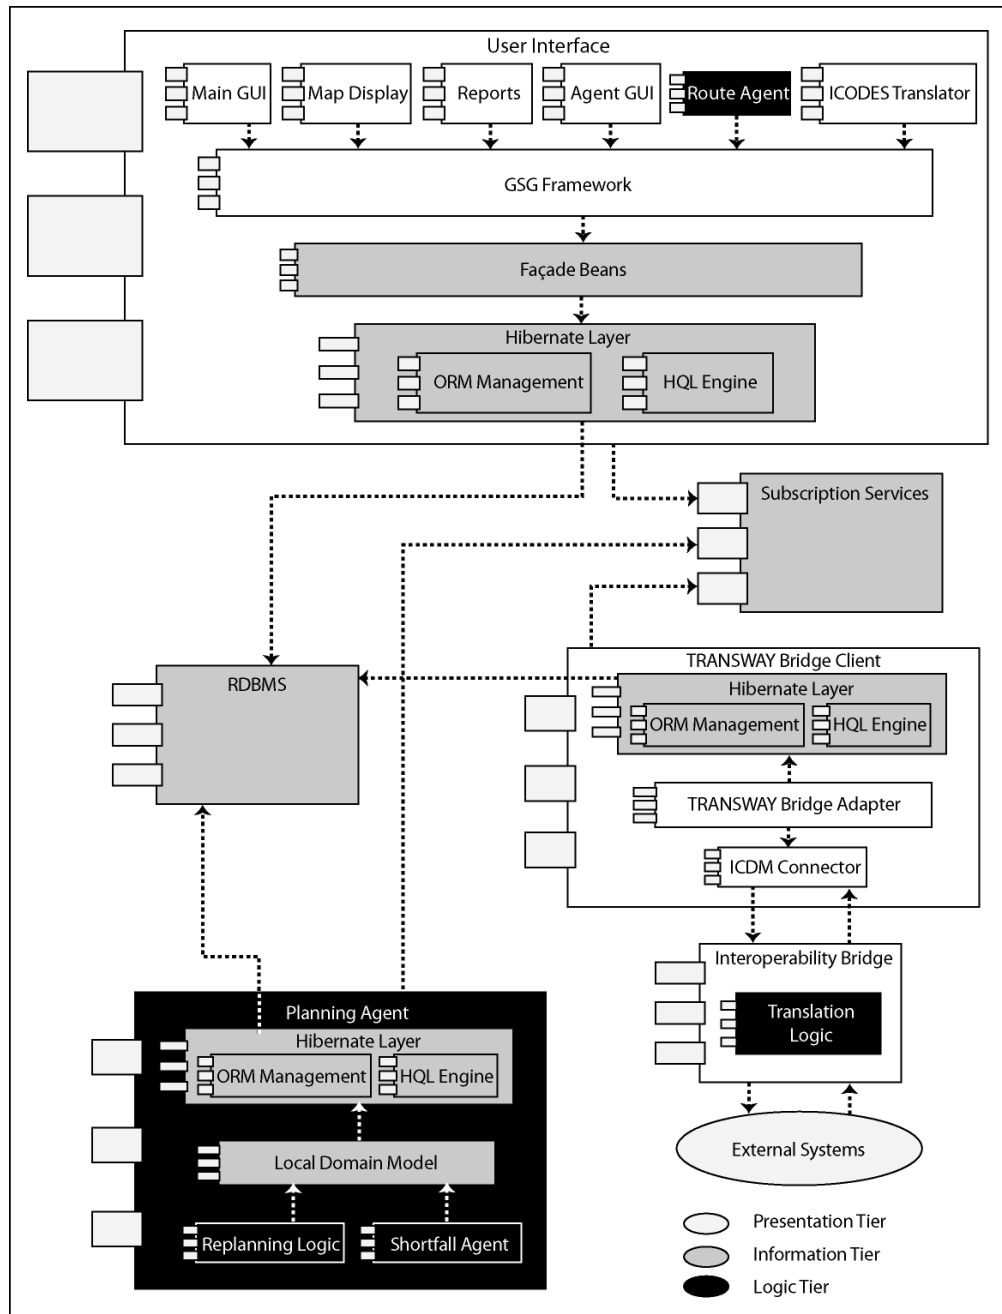 User Interface
Main GUI
Map Display
Reports
Agent GUI
Route Agent
ICODES Translator
GSG Framework
Façade Beans
Hibernate Layer
ORM Management
HQL Engine
Subscription Services
RDBMS
TRANSWAY Bridge Client
Hibernate Layer
ORM Management
HQL Engine
TRANSWAY Bridge Adapter
ICDM Connector
Interoperability Bridge
Translation
Logic
External Systems
Planning Agent
Hibernate Layer
ORM Management
HQL Engine
Local Domain Model
Replanning Logic
Shortfall Agent
Presentation Tier
Information Tier
Logic Tier